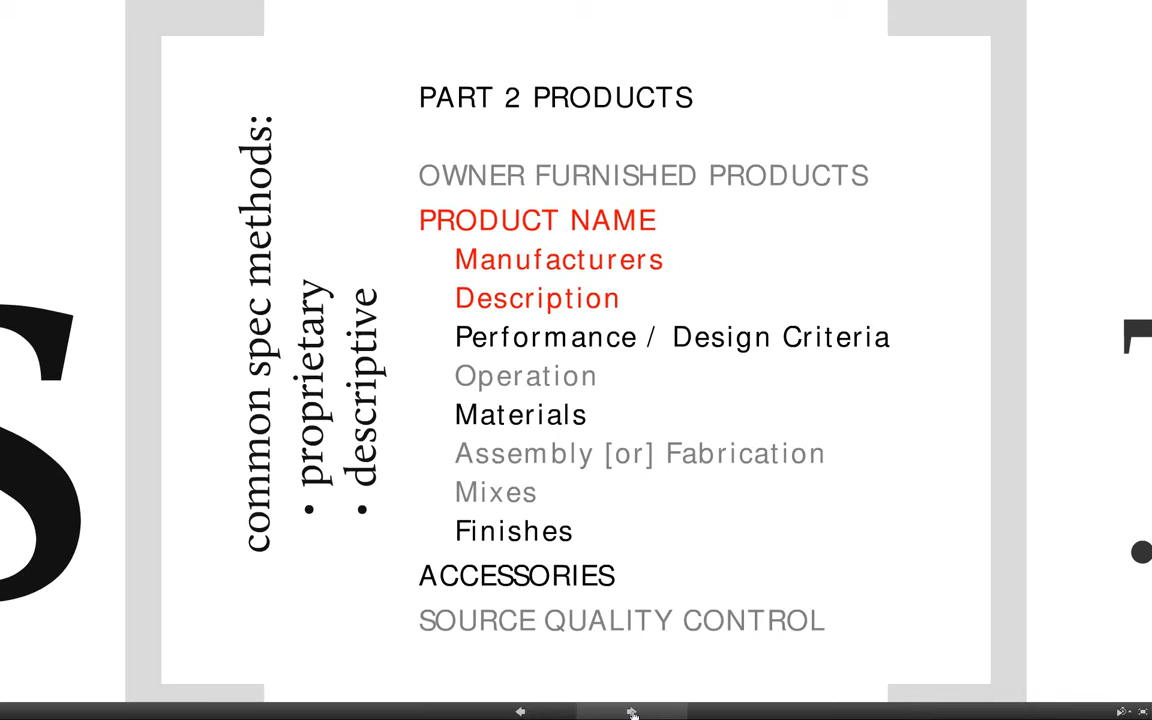 common spec methods:
• proprietary
• descriptive
PART 2 PRODUCTS
OWNER FURNISHED PRODUCTS
PRODUCT NAME
Manufacturers
Description
Performance / Design Criteria
Operation
Materials
Assembly [or] Fabrication
Mixes
Finishes
ACCESSORIES
SOURCE QUALITY CONTROL